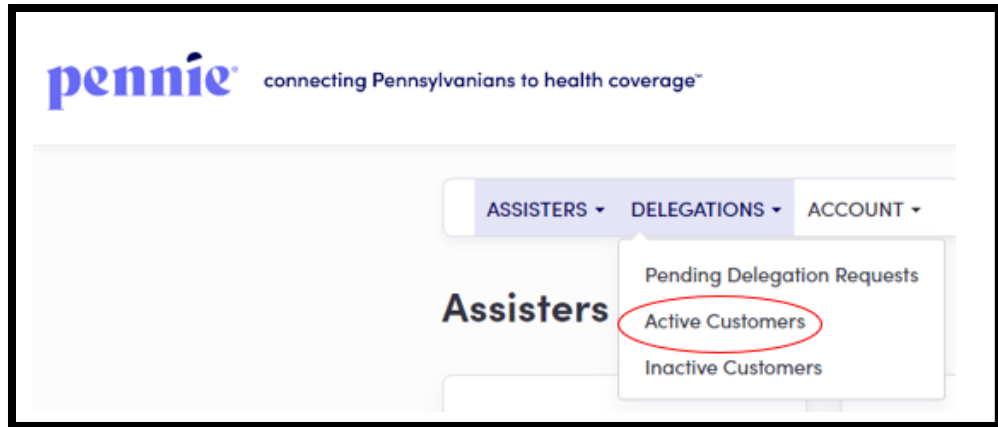 pennie® connecting Pennsylvanians to health coverage™
ASSISTERS DELEGATIONS ACCOUNT
Pending Delegation Requests
Assisters
Active Customers
Inactive Customers